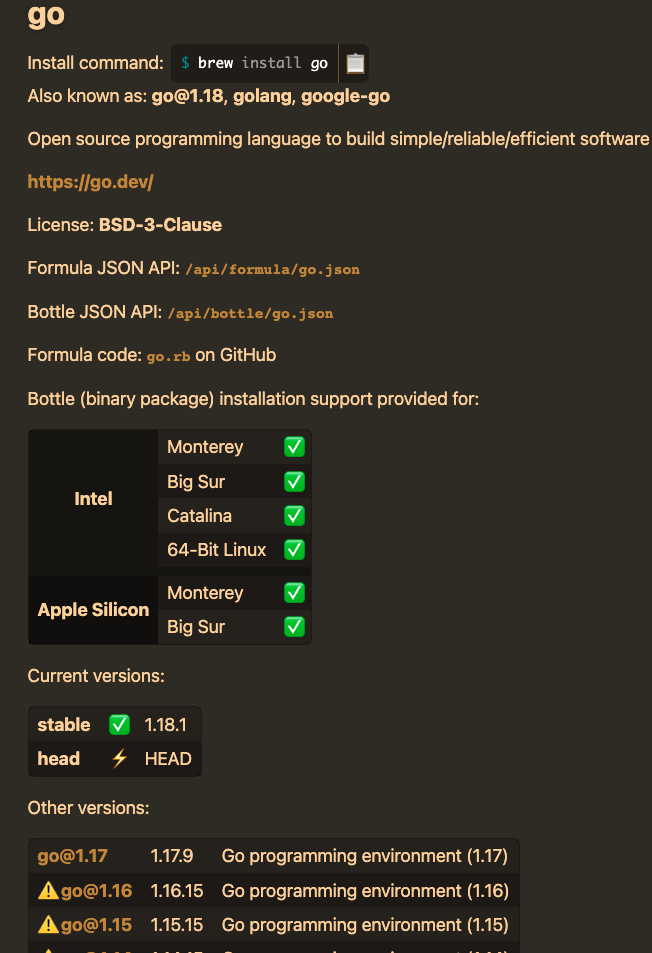 go
Install command: $ brew install go
Also known as: go@1.18, golang, google-go
Open source programming language to build simple/reliable/efficient software
https://go.dev/
License: BSD-3-Clause
Formula JSON API: /api/formula/go.json
Bottle JSON API: /api/bottle/go.json
Formula code: go.rb on GitHub
Bottle (binary package) installation support provided for:
Intel
Monterey ✅
Big Sur ✅
Catalina ✅
64-Bit Linux ✅
Apple Silicon
Monterey ✅
Big Sur ✅
Current versions:
stable ✅ 1.18.1
head ⚡ HEAD
Other versions:
go@1.17 1.17.9 Go programming environment (1.17)
⚠️go@1.16 1.16.15 Go programming environment (1.16)
⚠️go@1.15 1.15.15 Go programming environment (1.15)